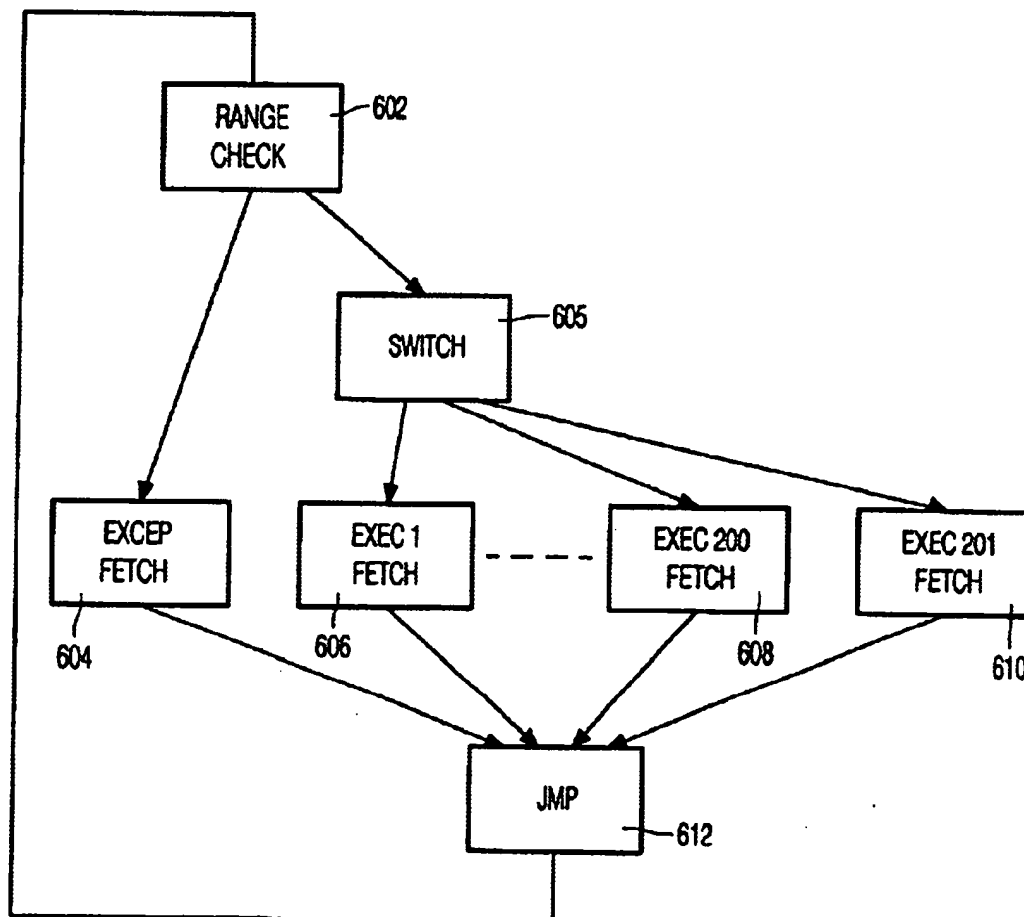 RANGE
CHECK
602
SWITCH
605
EXCEP
FETCH
604
EXEC 1
FETCH
606
EXEC 200
FETCH
608
EXEC 201
FETCH
610
JMP
612